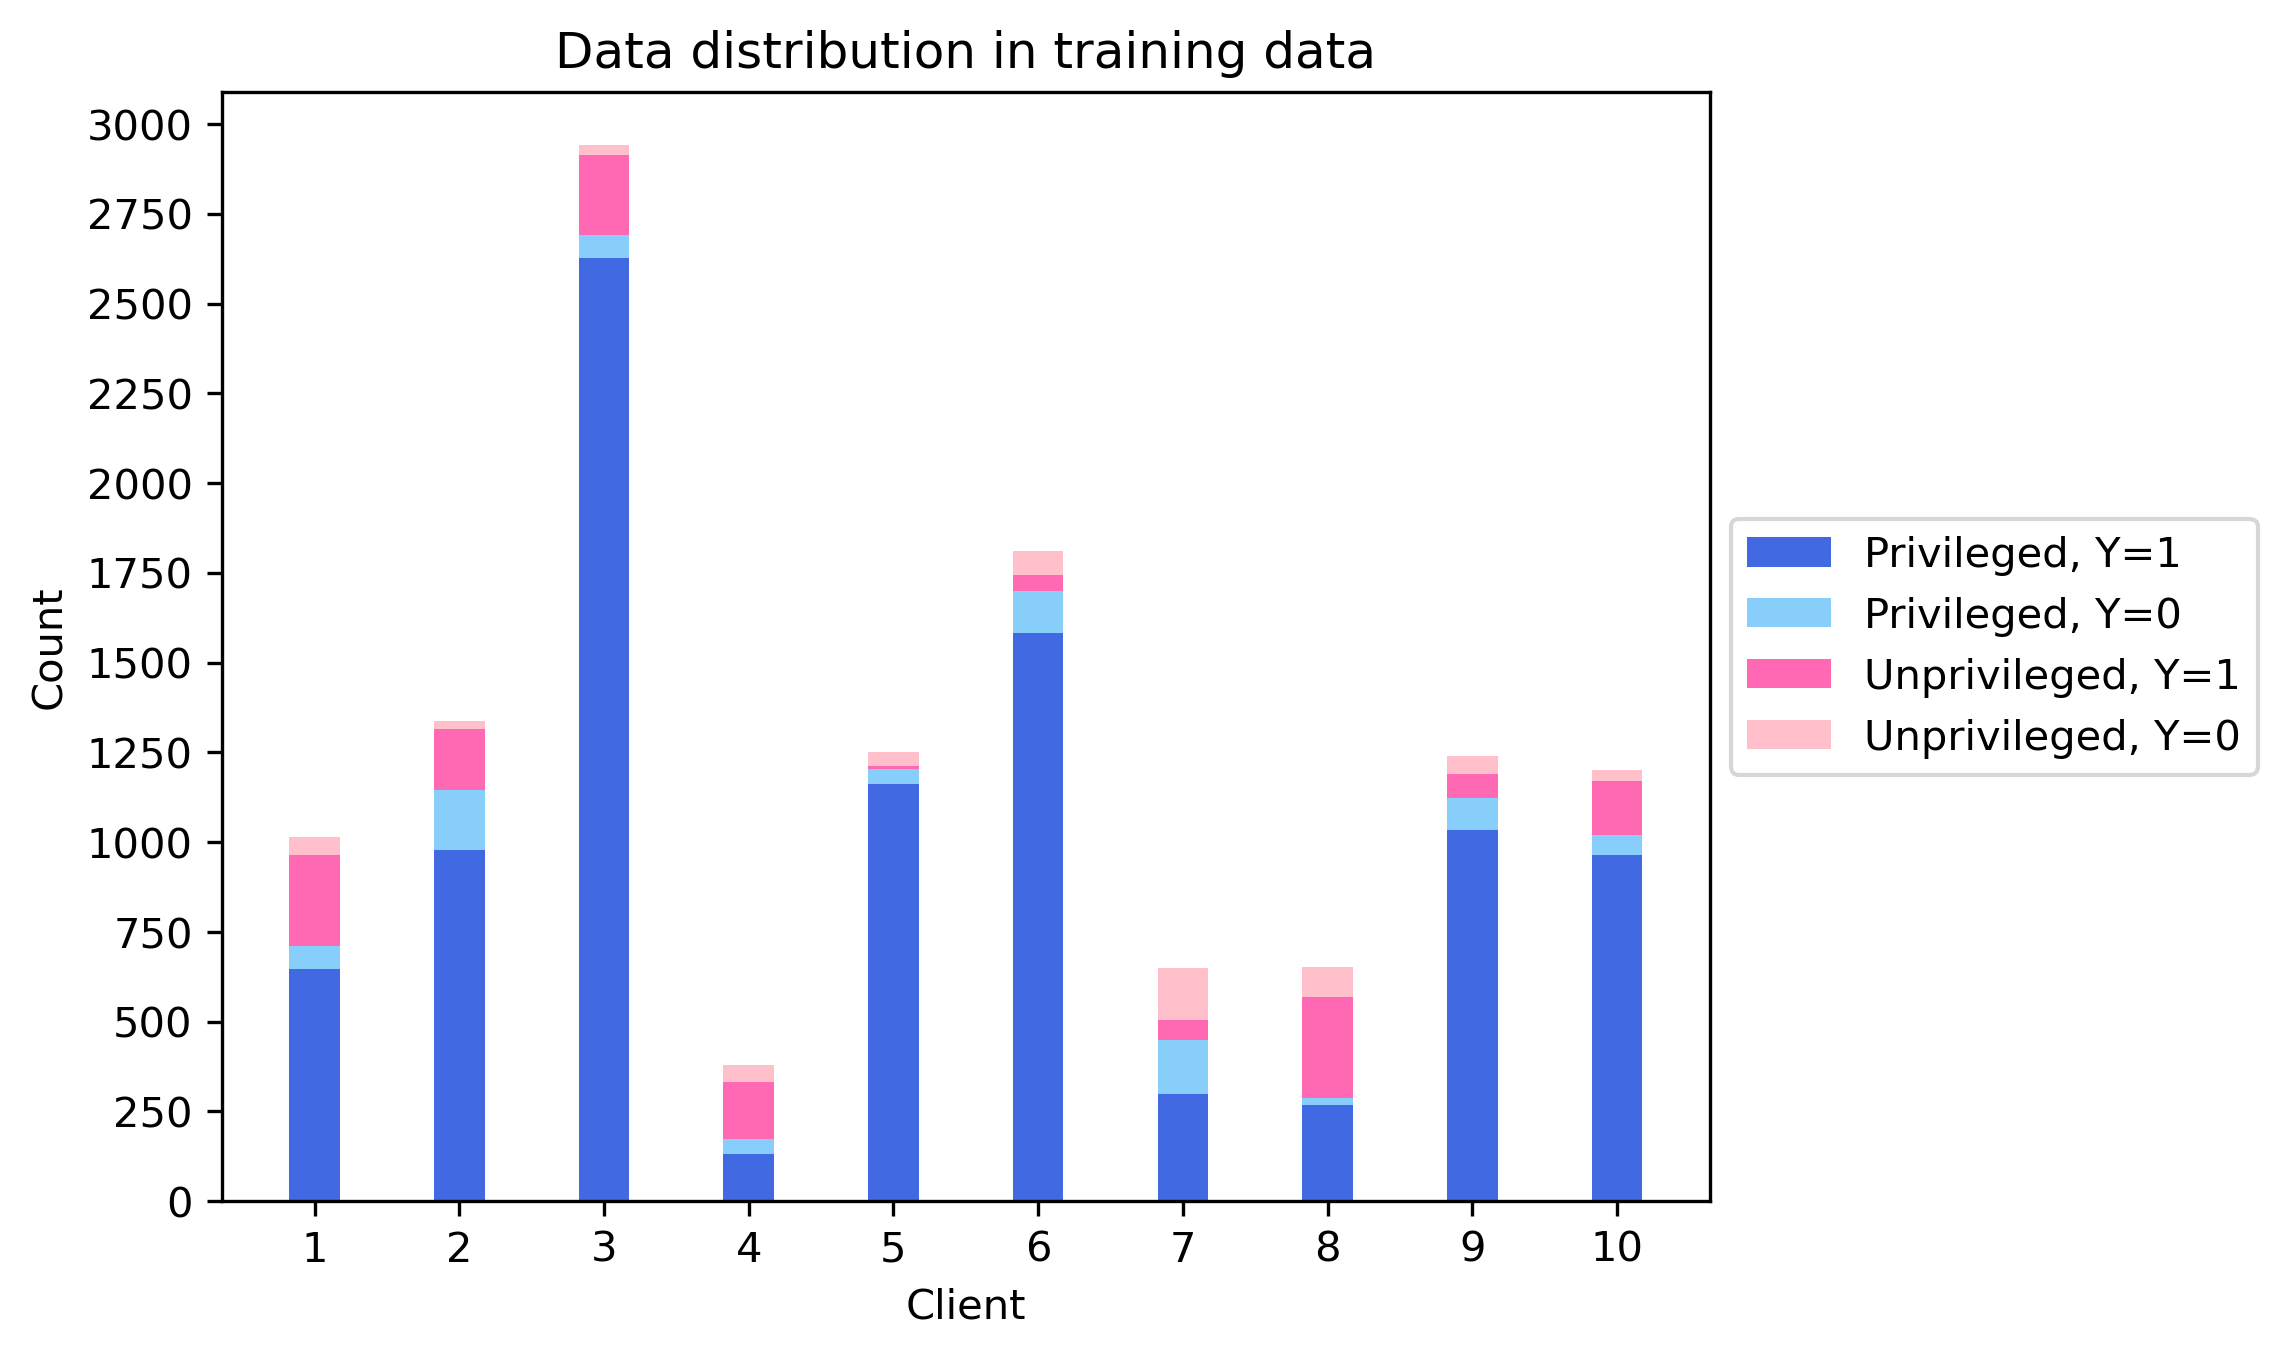 Data distribution in training data
3000
2750
2500
2250
2000
1750
1500
1250
1000
750
500
250
0
Count
1 2 3 4 5 6 7 8 9 10
Client
Privileged, Y=1
Privileged, Y=0
Unprivileged, Y=1
Unprivileged, Y=0